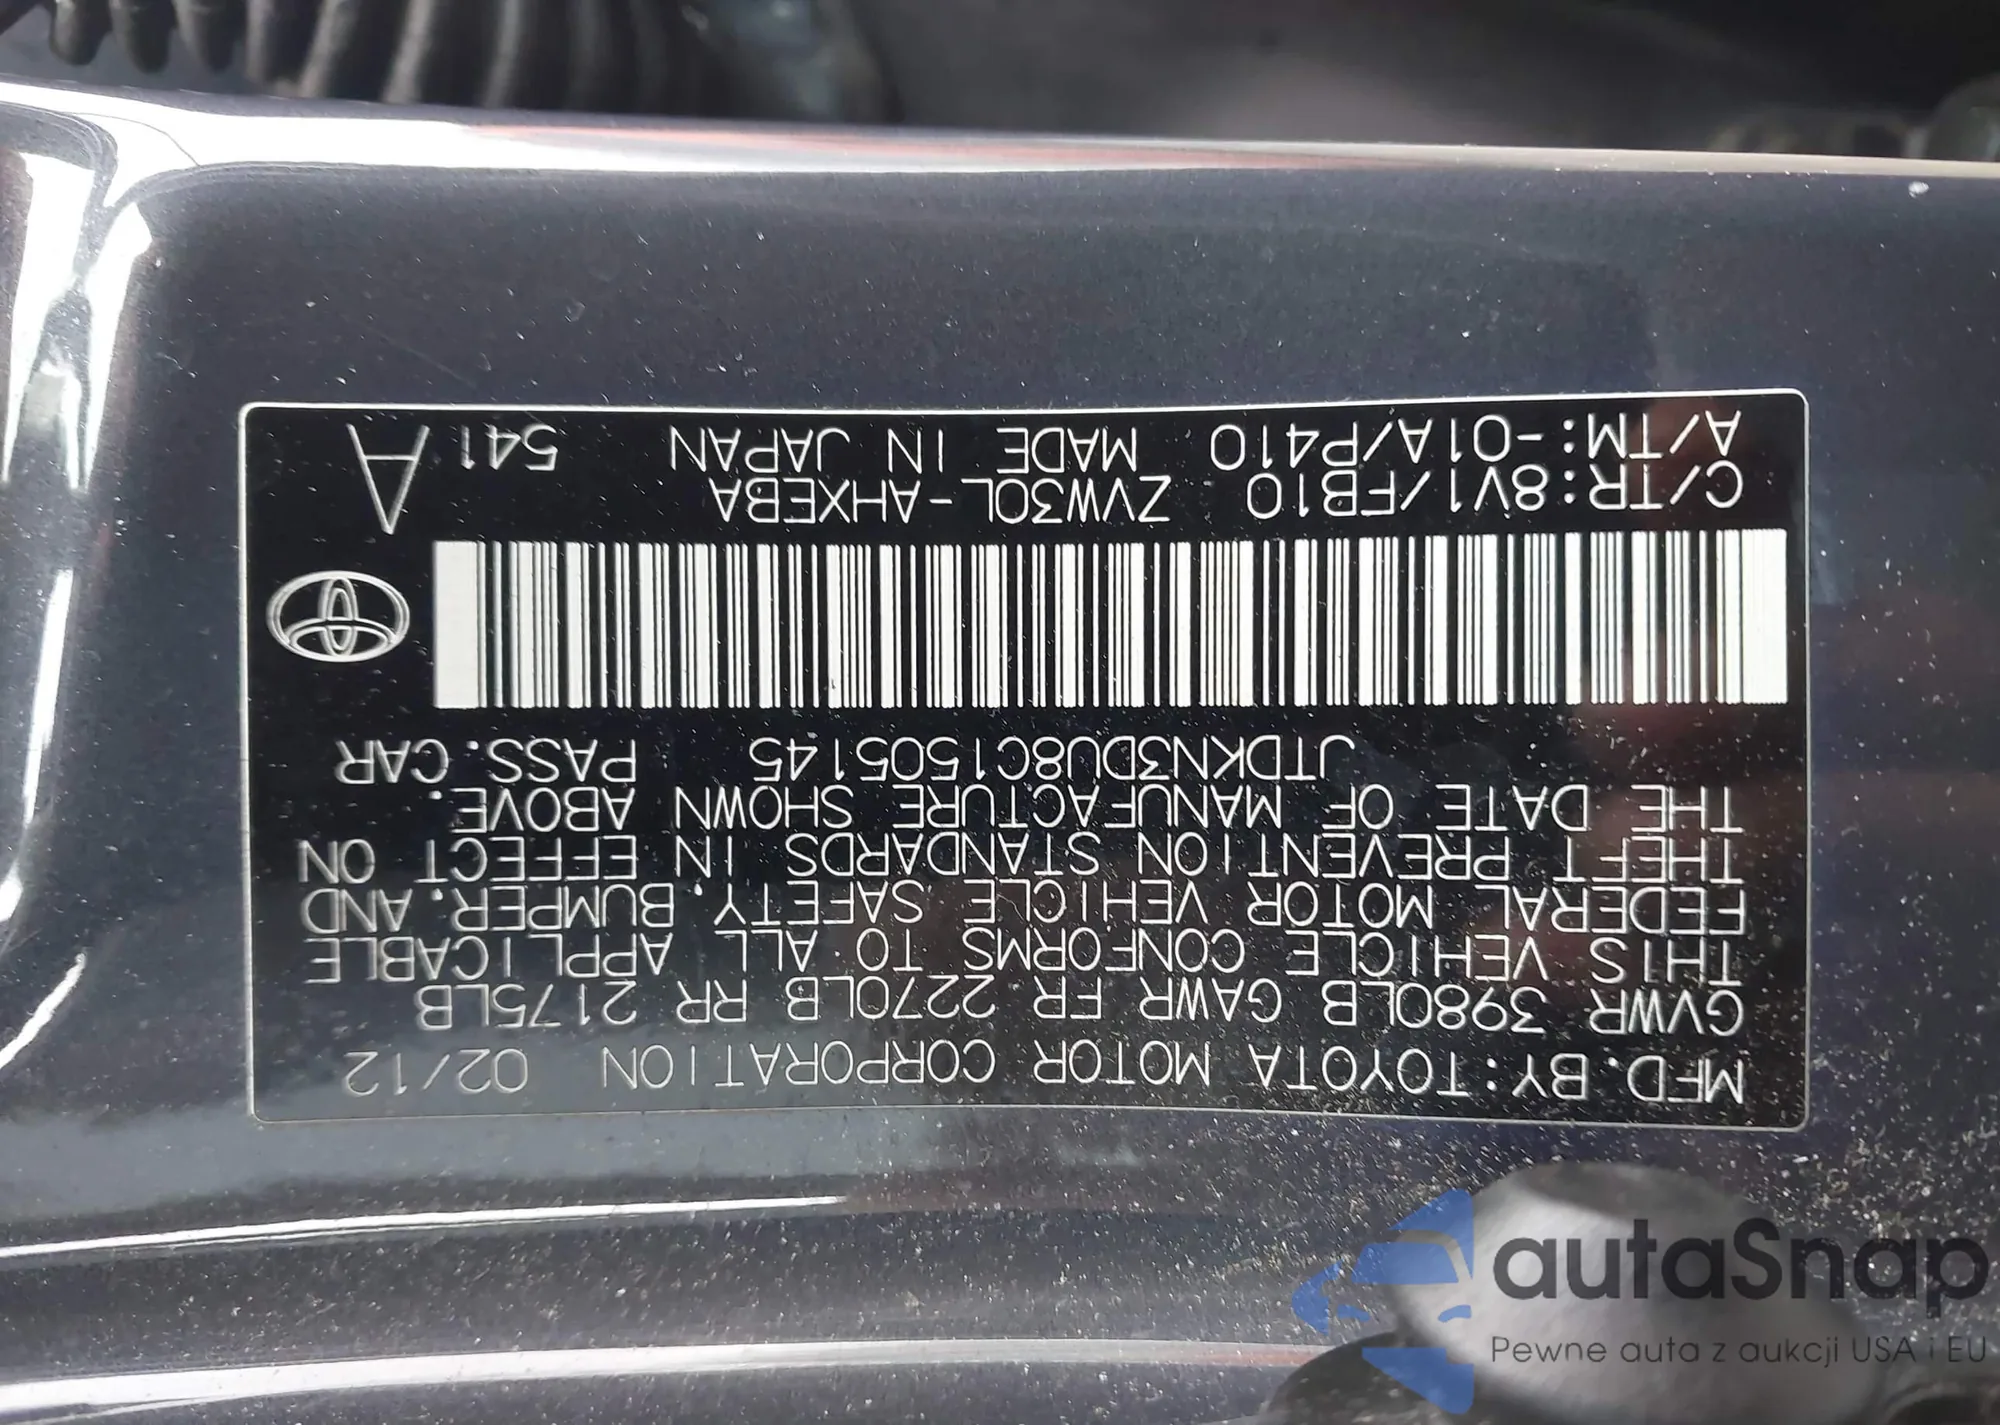 MFD. BY: TOYOTA MOTOR CORPORATION 02/12
GVWR 3980LB GAWR FR 2270LB RR 2175LB
THIS VEHICLE CONFORMS TO ALL APPLICABLE
FEDERAL MOTOR VEHICLE SAFETY, BUMPER, AND
THEFT PREVENTION STANDARDS IN EFFECT ON
THE DATE OF MANUFACTURE SHOWN ABOVE.
JTDKN3DU8C1505145 PASS. CAR
C/TR: 8V1/FB10 ZVW30L-AHXEBA
A/TM: -01A/P410 MADE IN JAPAN 541
A
autaSnap
Pewne auta z aukcji USA i EU